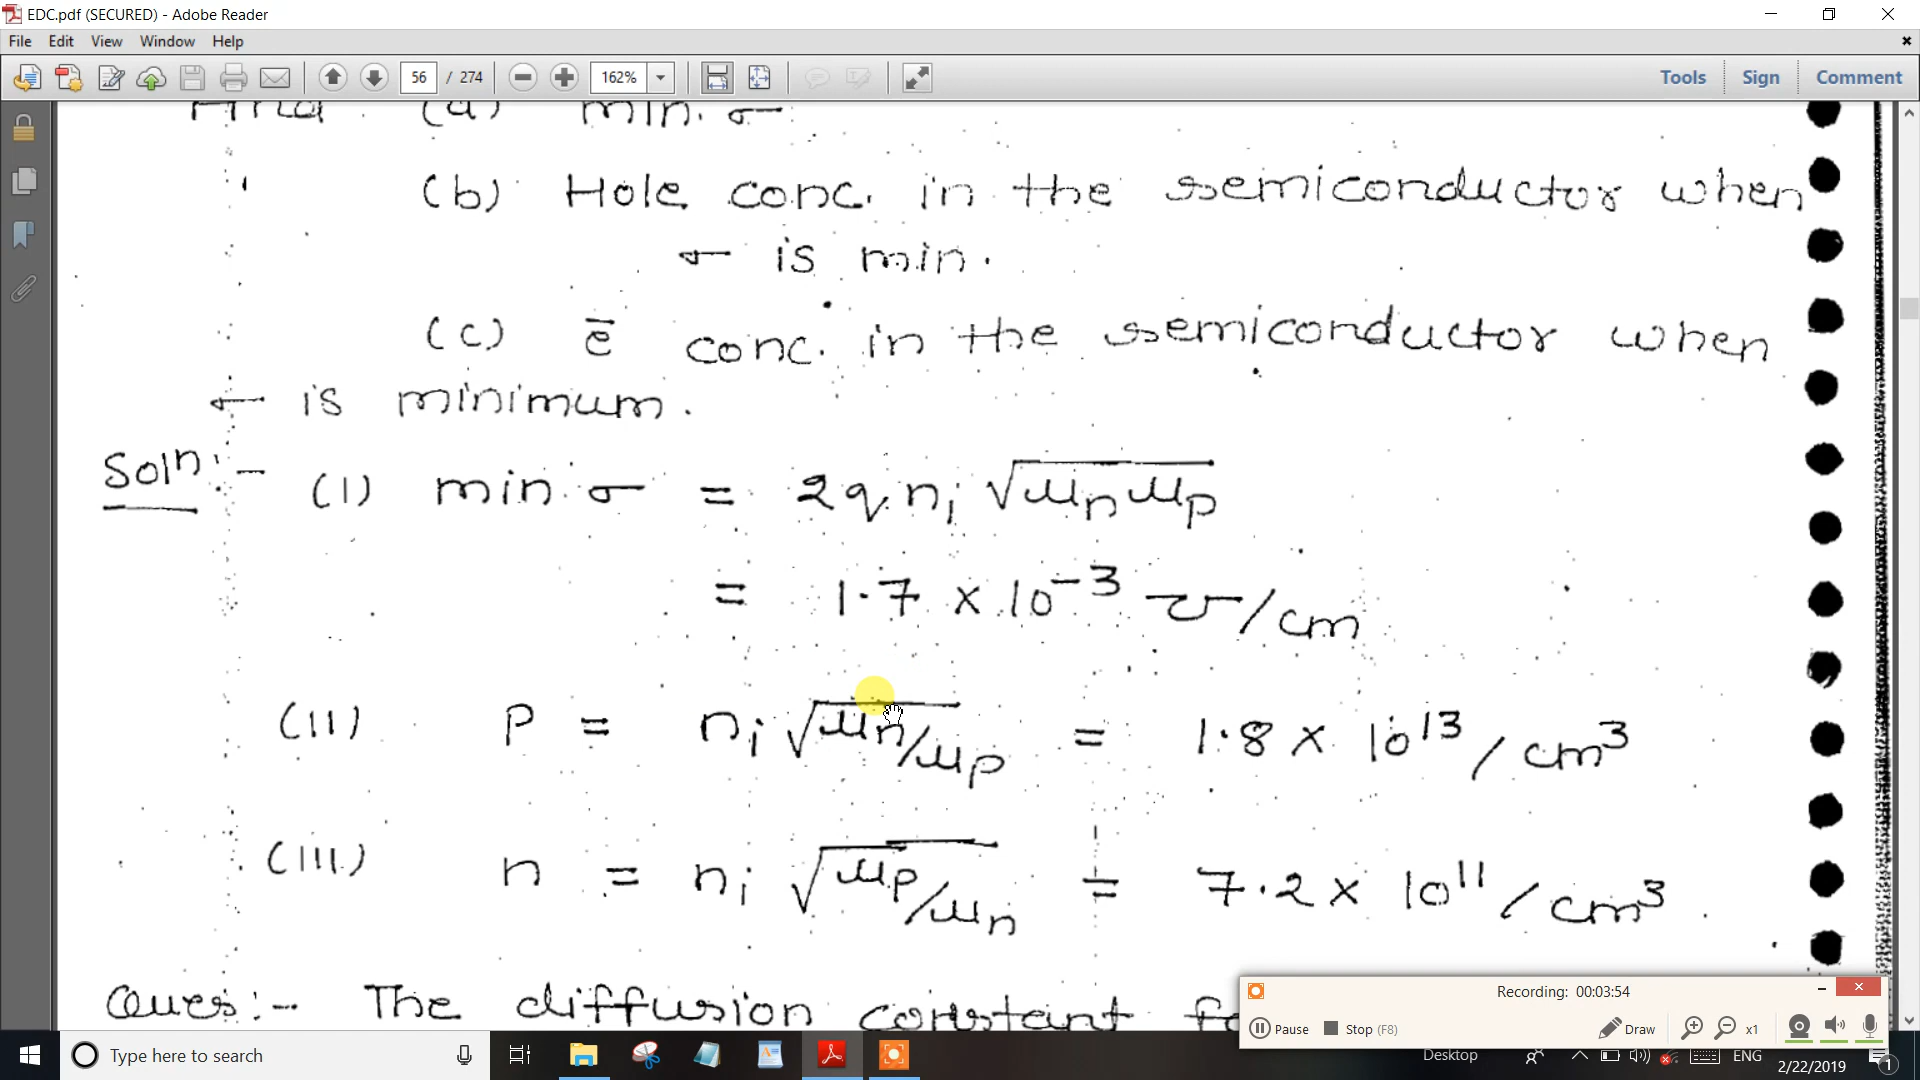 EDC.pdf (SECURED) - Adobe Reader
File Edit View Window Help
56 / 274 162% Tools Sign Comment
Find (a) min. σ
(b) Hole conc. in the semiconductor when
σ is min.
(c) ē conc. in the semiconductor when
σ is minimum.
Soln:- (I) min. σ = 2qni √μnμp
= 1.7 × 10⁻³ ℧/cm
(II) P = ni √μn/μp = 1.8 × 10¹³ / cm³
(III) n = ni √μp/μn = 7.2 × 10¹¹ / cm³.
Ques:- The diffusion constant
Recording: 00:03:54
Pause Stop (F8) Draw x1
Type here to search
Desktop ENG
2/22/2019
1